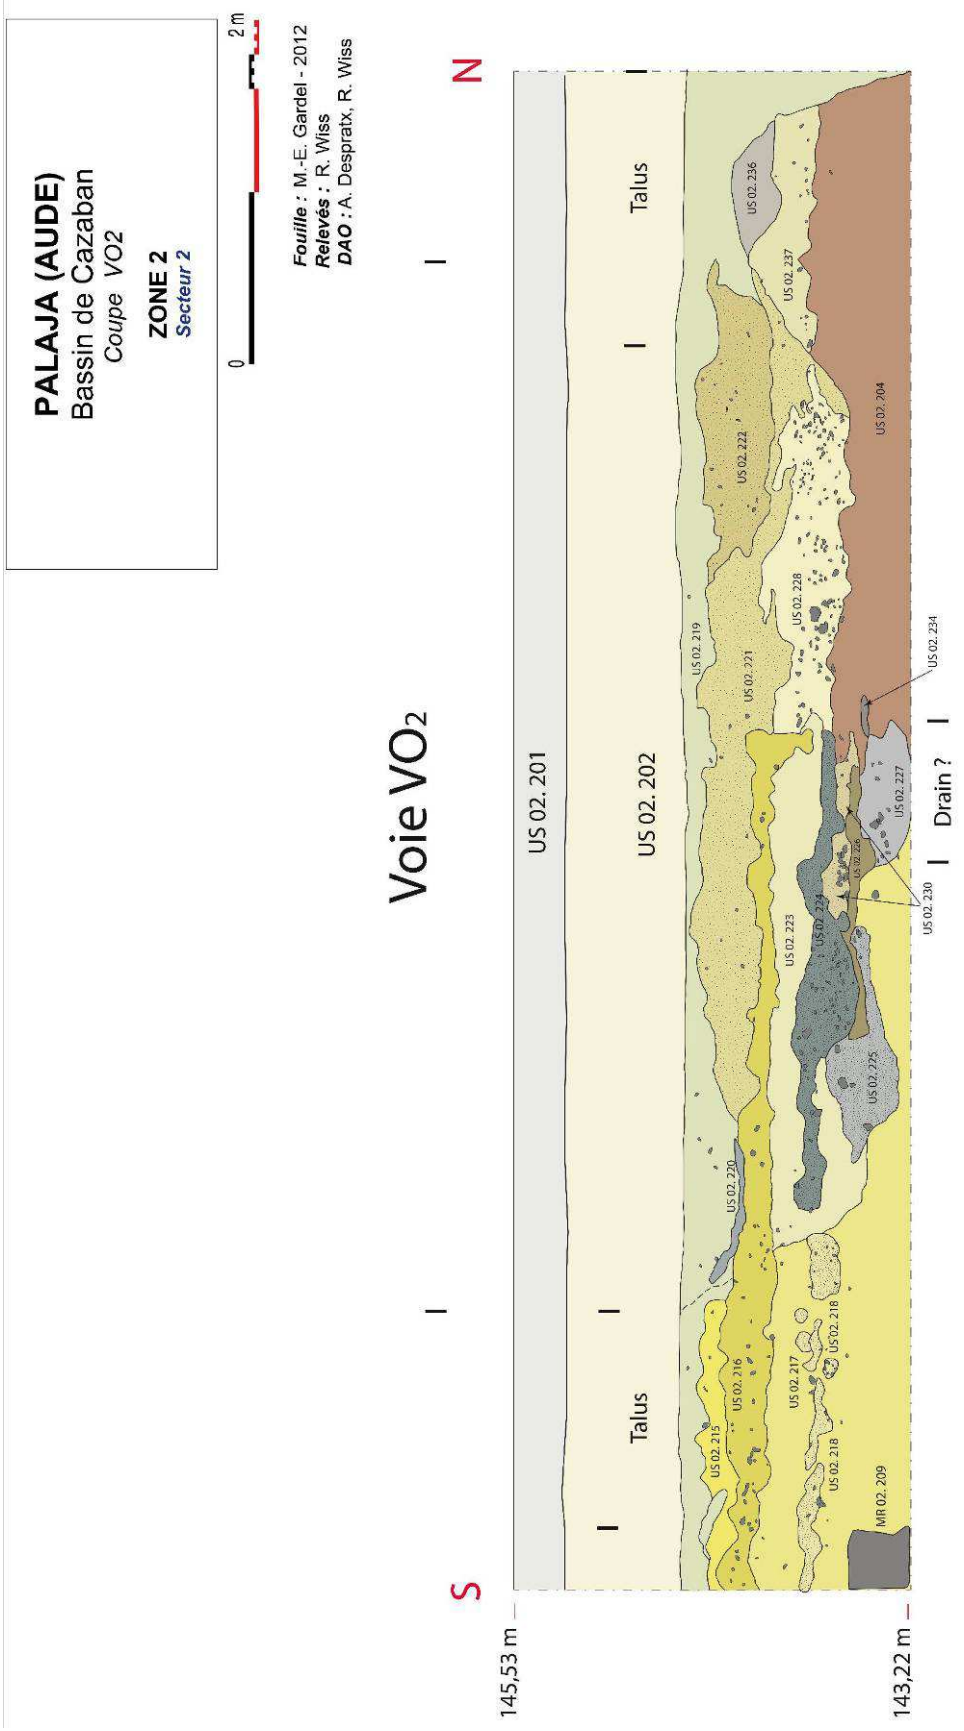 PALAJA (AUDE)
Bassin de Cazaban
Coupe VO2
ZONE 2
Secteur 2
0
2 m
Fouille : M.-E. Gardel - 2012
Relevés : R. Wiss
DAO : A. Despratx, R. Wiss
Voie VO2
S
N
145,53 m
143,22 m
US 02. 201
US 02. 202
Talus
Talus
US 02. 219
US 02. 236
US 02. 237
US 02. 222
US 02. 221
US 02. 228
US 02. 204
US 02. 234
US 02. 220
US 02. 215
US 02. 216
US 02. 223
US 02. 224
US 02. 226
US 02. 227
US 02. 225
US 02. 230
US 02. 217
US 02. 218
US 02. 218
MR 02. 209
Drain ?